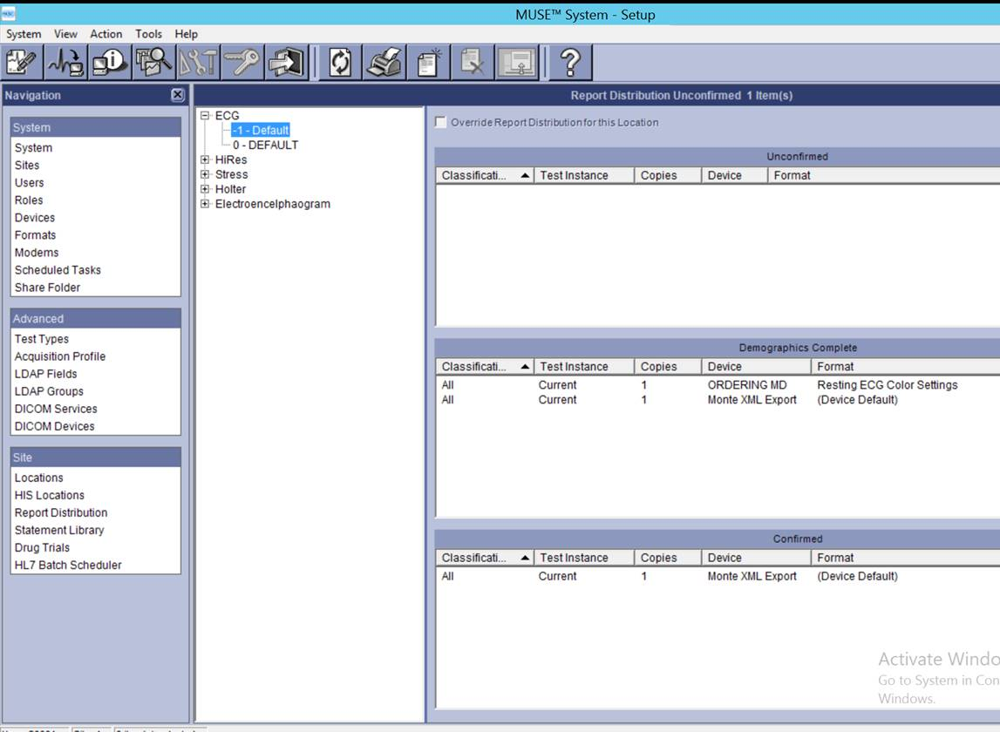 MUSE™ System - Setup
System View Action Tools Help
Navigation
Report Distribution Unconfirmed 1 Item(s)
System
System
Sites
Users
Roles
Devices
Formats
Modems
Scheduled Tasks
Share Folder
Advanced
Test Types
Acquisition Profile
LDAP Fields
LDAP Groups
DICOM Services
DICOM Devices
Site
Locations
HIS Locations
Report Distribution
Statement Library
Drug Trials
HL7 Batch Scheduler
ECG
-1 - Default
0 - DEFAULT
HiRes
Stress
Holter
Electroencelphaogram
Override Report Distribution for this Location
Unconfirmed
Classificati... Test Instance Copies Device Format
Demographics Complete
Classificati... Test Instance Copies Device Format
All Current 1 ORDERING MD Resting ECG Color Settings
All Current 1 Monte XML Export (Device Default)
Confirmed
Classificati... Test Instance Copies Device Format
All Current 1 Monte XML Export (Device Default)
Activate Windo
Go to System in Con
Windows.